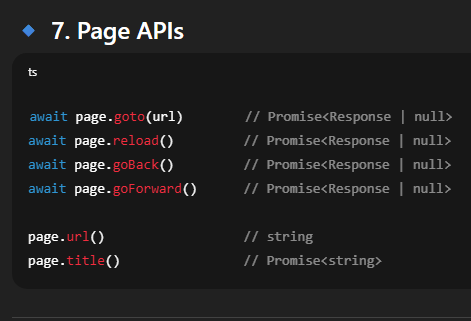 7. Page APIs
ts
await page.goto(url) // Promise<Response | null>
await page.reload() // Promise<Response | null>
await page.goBack() // Promise<Response | null>
await page.goForward() // Promise<Response | null>
page.url() // string
page.title() // Promise<string>